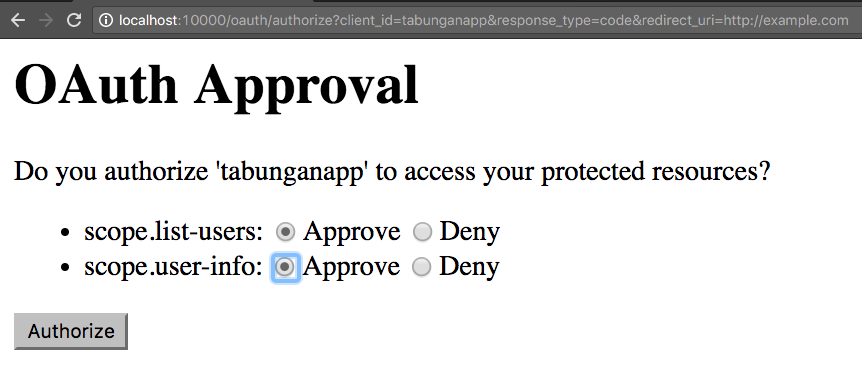 localhost:10000/oauth/authorize?client_id=tabunganapp&response_type=code&redirect_uri=http://example.com
OAuth Approval
Do you authorize 'tabunganapp' to access your protected resources?
scope.list-users: Approve Deny
scope.user-info: Approve Deny
Authorize